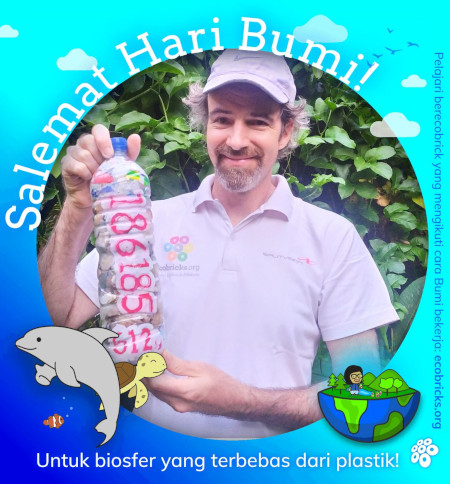 Salemat Hari Bumi!
Pelajari berecobrick yang mengikuti cara Bumi bekerja: ecobricks.org
186185
512
ecobricks.org
Untuk biosfer yang terbebas dari plastik!